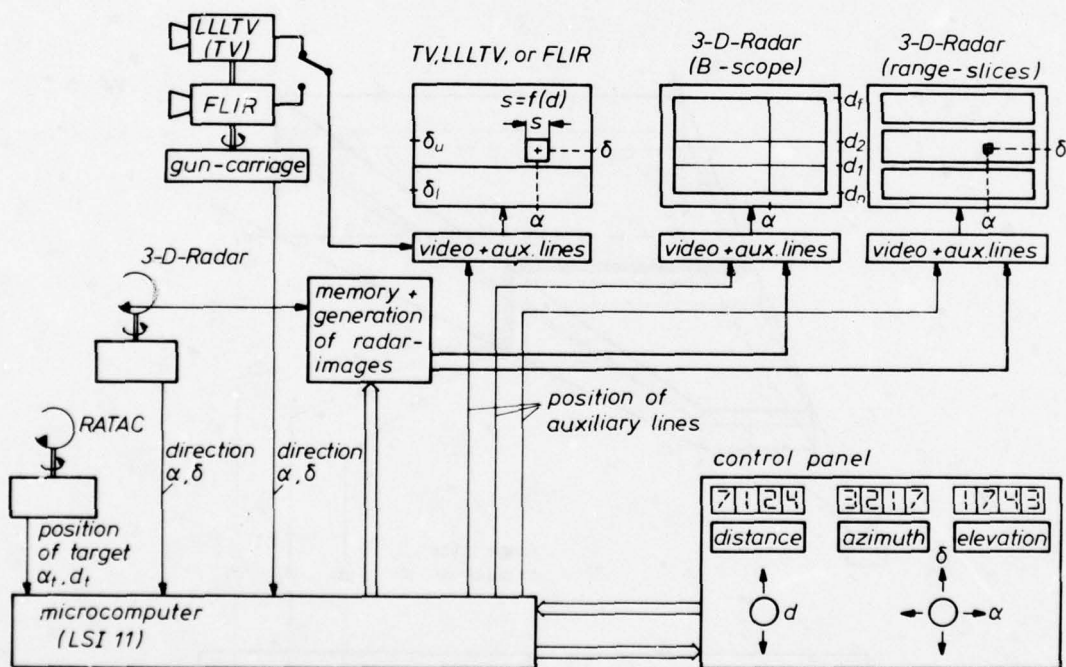 LLLTV
(TV)
FLIR
gun-carriage
TV, LLLTV, or FLIR
s=f(d)
s
δu
δ
δl
α
video + aux. lines
3-D-Radar
(B-scope)
df
d2
d1
dn
α
video + aux. lines
3-D-Radar
(range-slices)
δ
α
video + aux. lines
3-D-Radar
memory +
generation
of radar-
images
RATAC
direction
α, δ
direction
α, δ
position of
auxiliary lines
position
of target
αt, dt
microcomputer
(LSI 11)
control panel
7124
3217
1743
distance
azimuth
elevation
d
δ
α